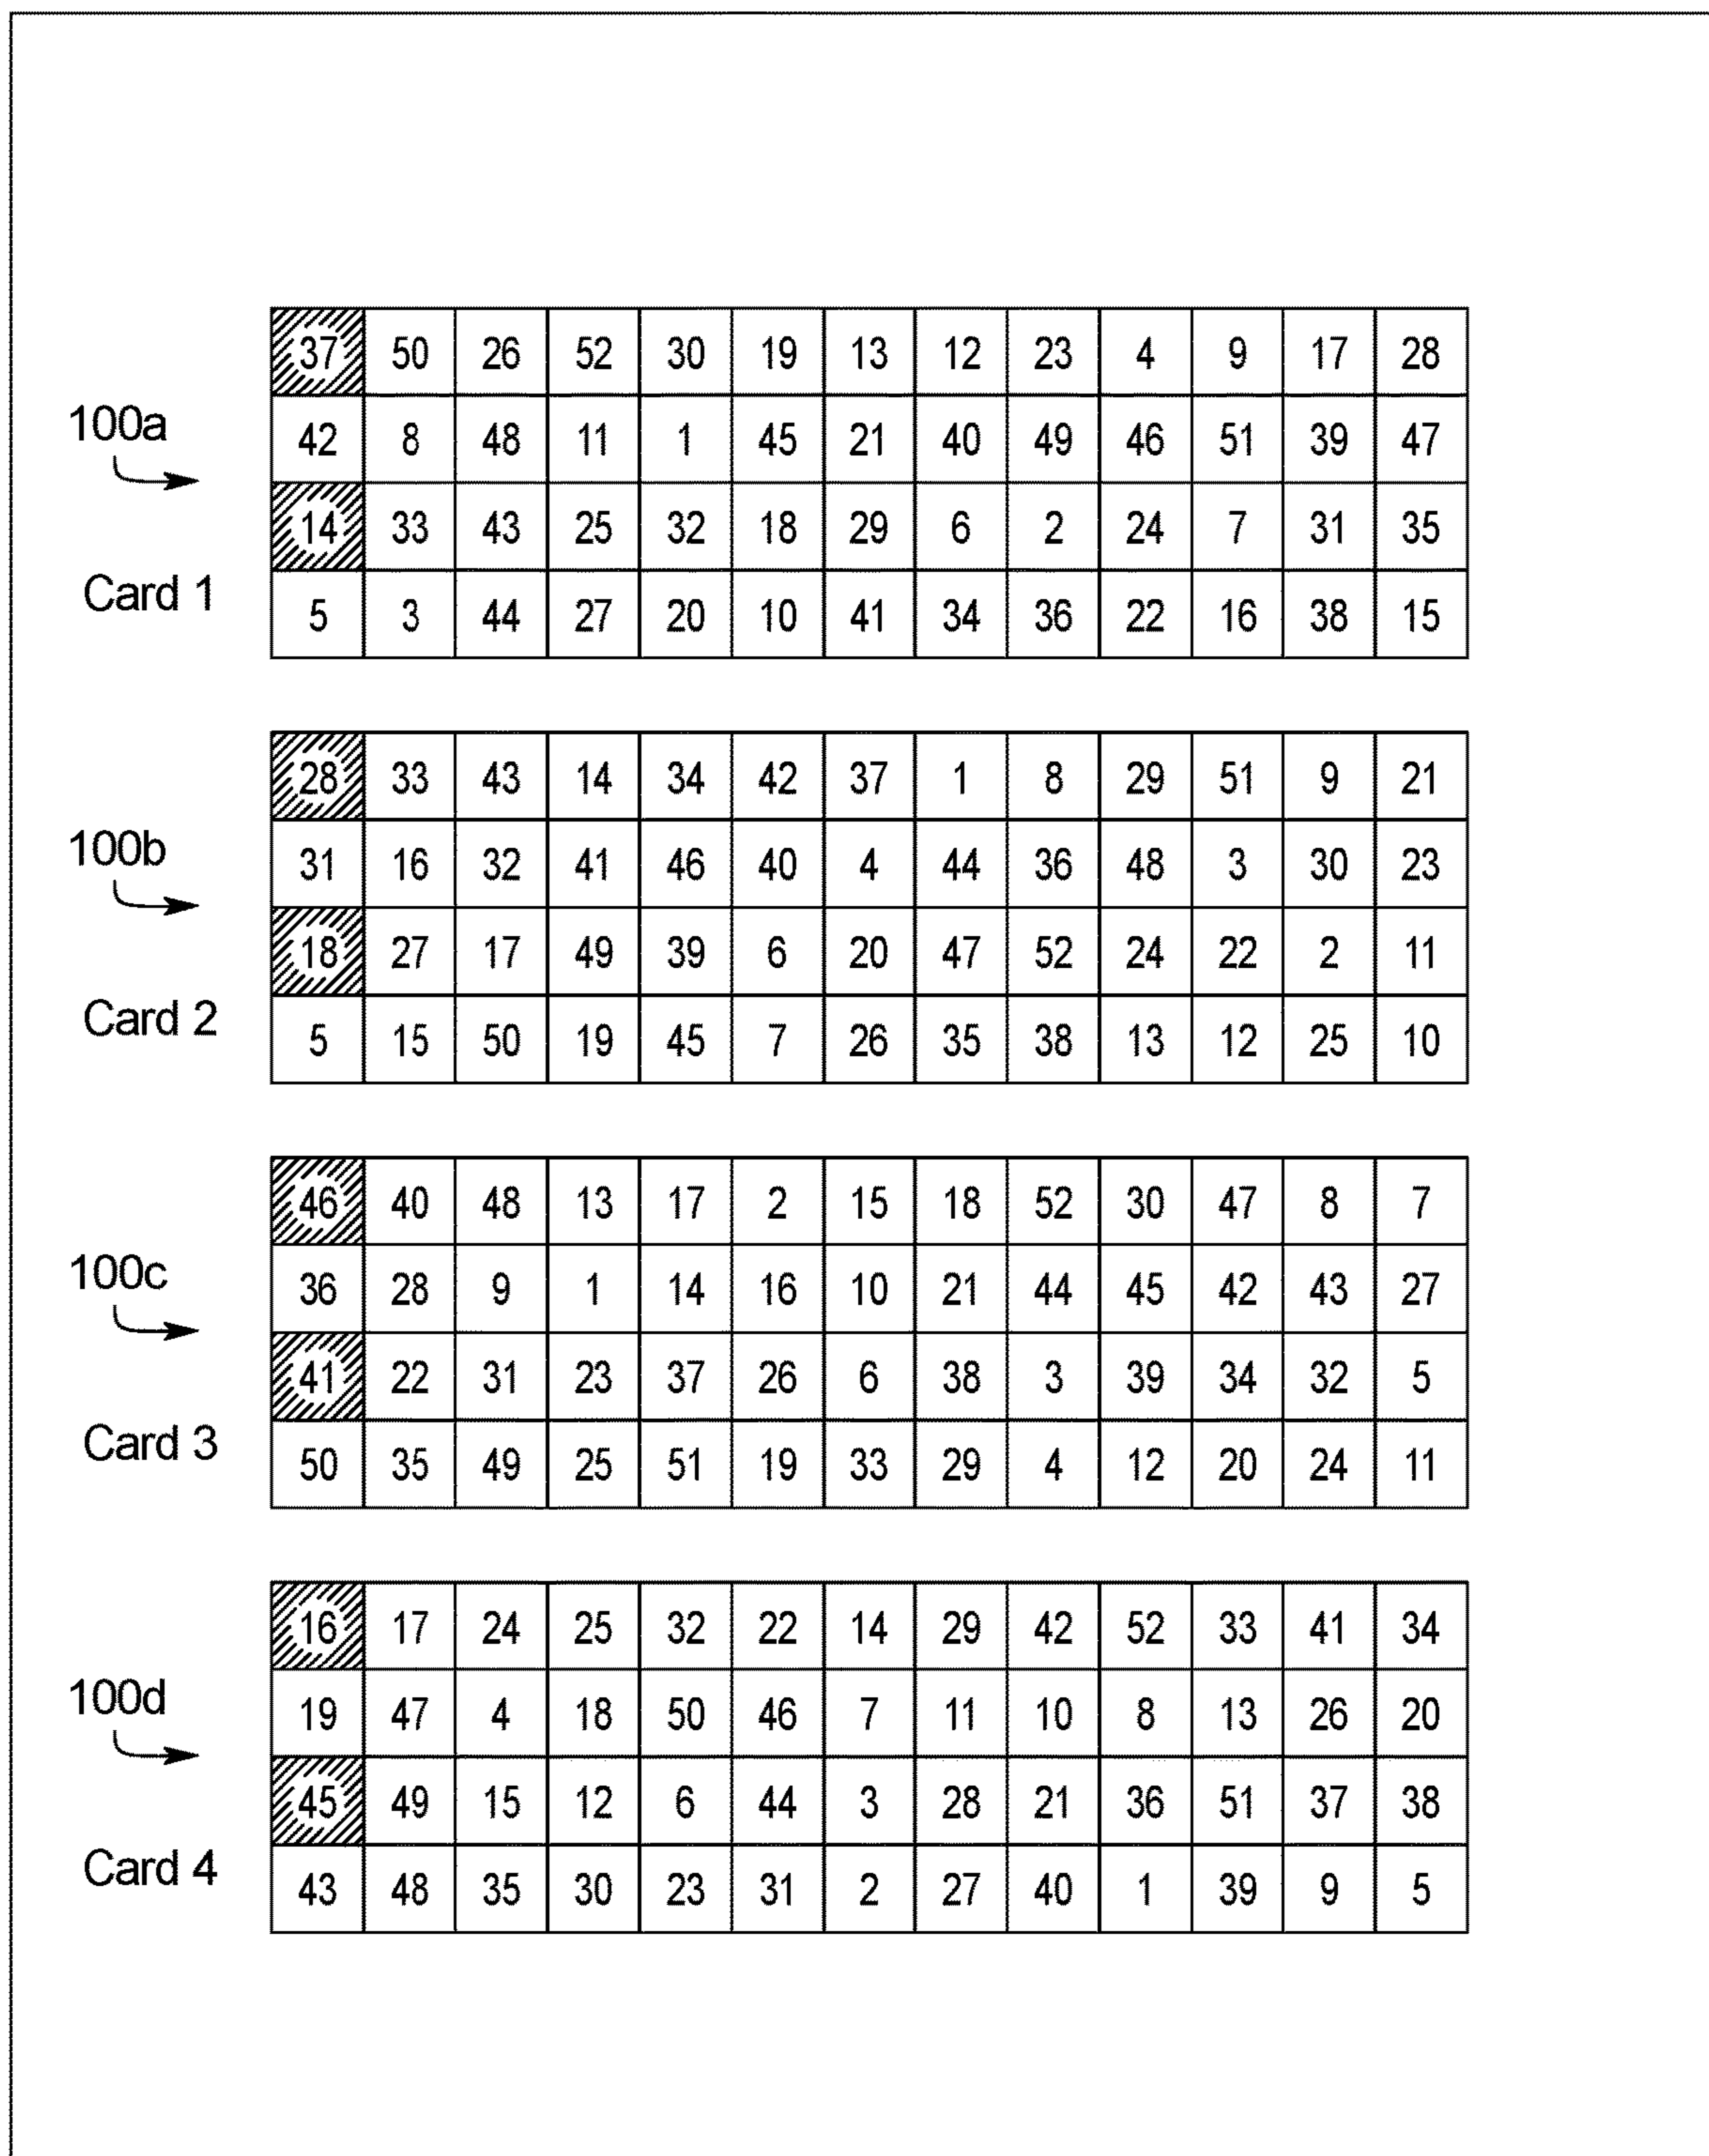 37 50 26 52 30 19 13 12 23 4 9 17 28
100a
42 8 48 11 1 45 21 40 49 46 51 39 47
14 33 43 25 32 18 29 6 2 24 7 31 35
Card 1
5 3 44 27 20 10 41 34 36 22 16 38 15
28 33 43 14 34 42 37 1 8 29 51 9 21
100b
31 16 32 41 46 40 4 44 36 48 3 30 23
18 27 17 49 39 6 20 47 52 24 22 2 11
Card 2
5 15 50 19 45 7 26 35 38 13 12 25 10
46 40 48 13 17 2 15 18 52 30 47 8 7
100c
36 28 9 1 14 16 10 21 44 45 42 43 27
41 22 31 23 37 26 6 38 3 39 34 32 5
Card 3
50 35 49 25 51 19 33 29 4 12 20 24 11
16 17 24 25 32 22 14 29 42 52 33 41 34
100d
19 47 4 18 50 46 7 11 10 8 13 26 20
45 49 15 12 6 44 3 28 21 36 51 37 38
Card 4
43 48 35 30 23 31 2 27 40 1 39 9 5